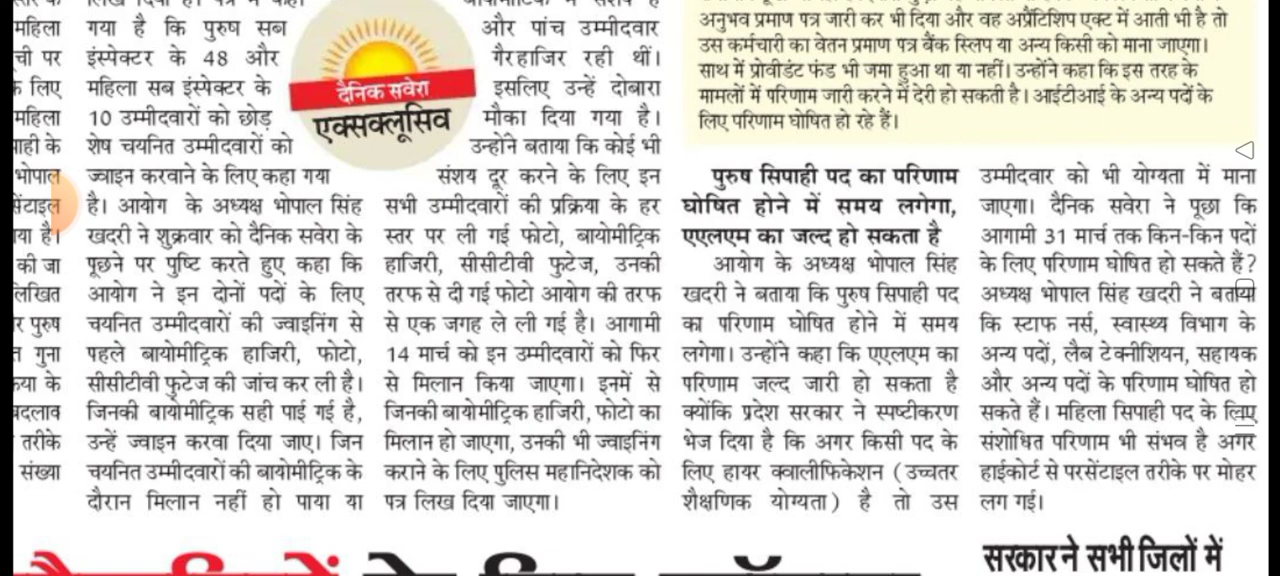 महिला
ची पर
लिए
महिला
ाही के
भोपाल
सेंटाइल
या है।
की जा
लिखित
र पुरुष
त गुना
क्या के
बदलाव
तरीके
संख्या
गया है कि पुरुष सब
इंस्पेक्टर के 48 और
महिला सब इंस्पेक्टर के
10 उम्मीदवारों को छोड़
शेष चयनित उम्मीदवारों को
ज्वाइन करवाने के लिए कहा गया
है। आयोग के अध्यक्ष भोपाल सिंह
खदरी ने शुक्रवार को दैनिक सवेरा के
पूछने पर पुष्टि करते हुए कहा कि
आयोग ने इन दोनों पदों के लिए
चयनित उम्मीदवारों की ज्वाइनिंग से
पहले बायोमीट्रिक हाजिरी, फोटो,
सीसीटीवी फुटेज की जांच कर ली है।
जिनकी बायोमीट्रिक सही पाई गई है,
उन्हें ज्वाइन करवा दिया जाए। जिन
चयनित उम्मीदवारों की बायोमीट्रिक के
दौरान मिलान नहीं हो पाया या
दैनिक सवेरा
एक्सक्लूसिव
और पांच उम्मीदवार
गैरहाजिर रही थीं।
इसलिए उन्हें दोबारा
मौका दिया गया है।
उन्होंने बताया कि कोई भी
संशय दूर करने के लिए इन
सभी उम्मीदवारों की प्रक्रिया के हर
स्तर पर ली गई फोटो, बायोमीट्रिक
हाजिरी, सीसीटीवी फुटेज, उनकी
तरफ से दी गई फोटो आयोग की तरफ
से एक जगह ले ली गई है। आगामी
14 मार्च को इन उम्मीदवारों को फिर
से मिलान किया जाएगा। इनमें से
जिनकी बायोमीट्रिक हाजिरी, फोटो का
मिलान हो जाएगा, उनकी भी ज्वाइनिंग
कराने के लिए पुलिस महानिदेशक को
पत्र लिख दिया जाएगा।
अनुभव प्रमाण पत्र जारी कर भी दिया और वह अप्रैंटिशिप एक्ट में आती भी है तो
उस कर्मचारी का वेतन प्रमाण पत्र बैंक स्लिप या अन्य किसी को माना जाएगा।
साथ में प्रोवीडंट फंड भी जमा हुआ था या नहीं। उन्होंने कहा कि इस तरह के
मामलों में परिणाम जारी करने में देरी हो सकती है। आईटीआई के अन्य पदों के
लिए परिणाम घोषित हो रहे हैं।
पुरुष सिपाही पद का परिणाम
घोषित होने में समय लगेगा,
एएलएम का जल्द हो सकता है
आयोग के अध्यक्ष भोपाल सिंह
खदरी ने बताया कि पुरुष सिपाही पद
का परिणाम घोषित होने में समय
लगेगा। उन्होंने कहा कि एएलएम का
परिणाम जल्द जारी हो सकता है
क्योंकि प्रदेश सरकार ने स्पष्टीकरण
भेज दिया है कि अगर किसी पद के
लिए हायर क्वालीफिकेशन (उच्चतर
शैक्षणिक योग्यता) है तो उस
उम्मीदवार को भी योग्यता में माना
जाएगा। दैनिक सवेरा ने पूछा कि
आगामी 31 मार्च तक किन-किन पदों
के लिए परिणाम घोषित हो सकते हैं?
अध्यक्ष भोपाल सिंह खदरी ने बताया
कि स्टाफ नर्स, स्वास्थ्य विभाग के
अन्य पदों, लैब टेक्नीशियन, सहायक
और अन्य पदों के परिणाम घोषित हो
सकते हैं। महिला सिपाही पद के लिए
संशोधित परिणाम भी संभव है अगर
हाईकोर्ट से परसेंटाइल तरीके पर मोहर
लग गई।
सरकार ने सभी जिलों में